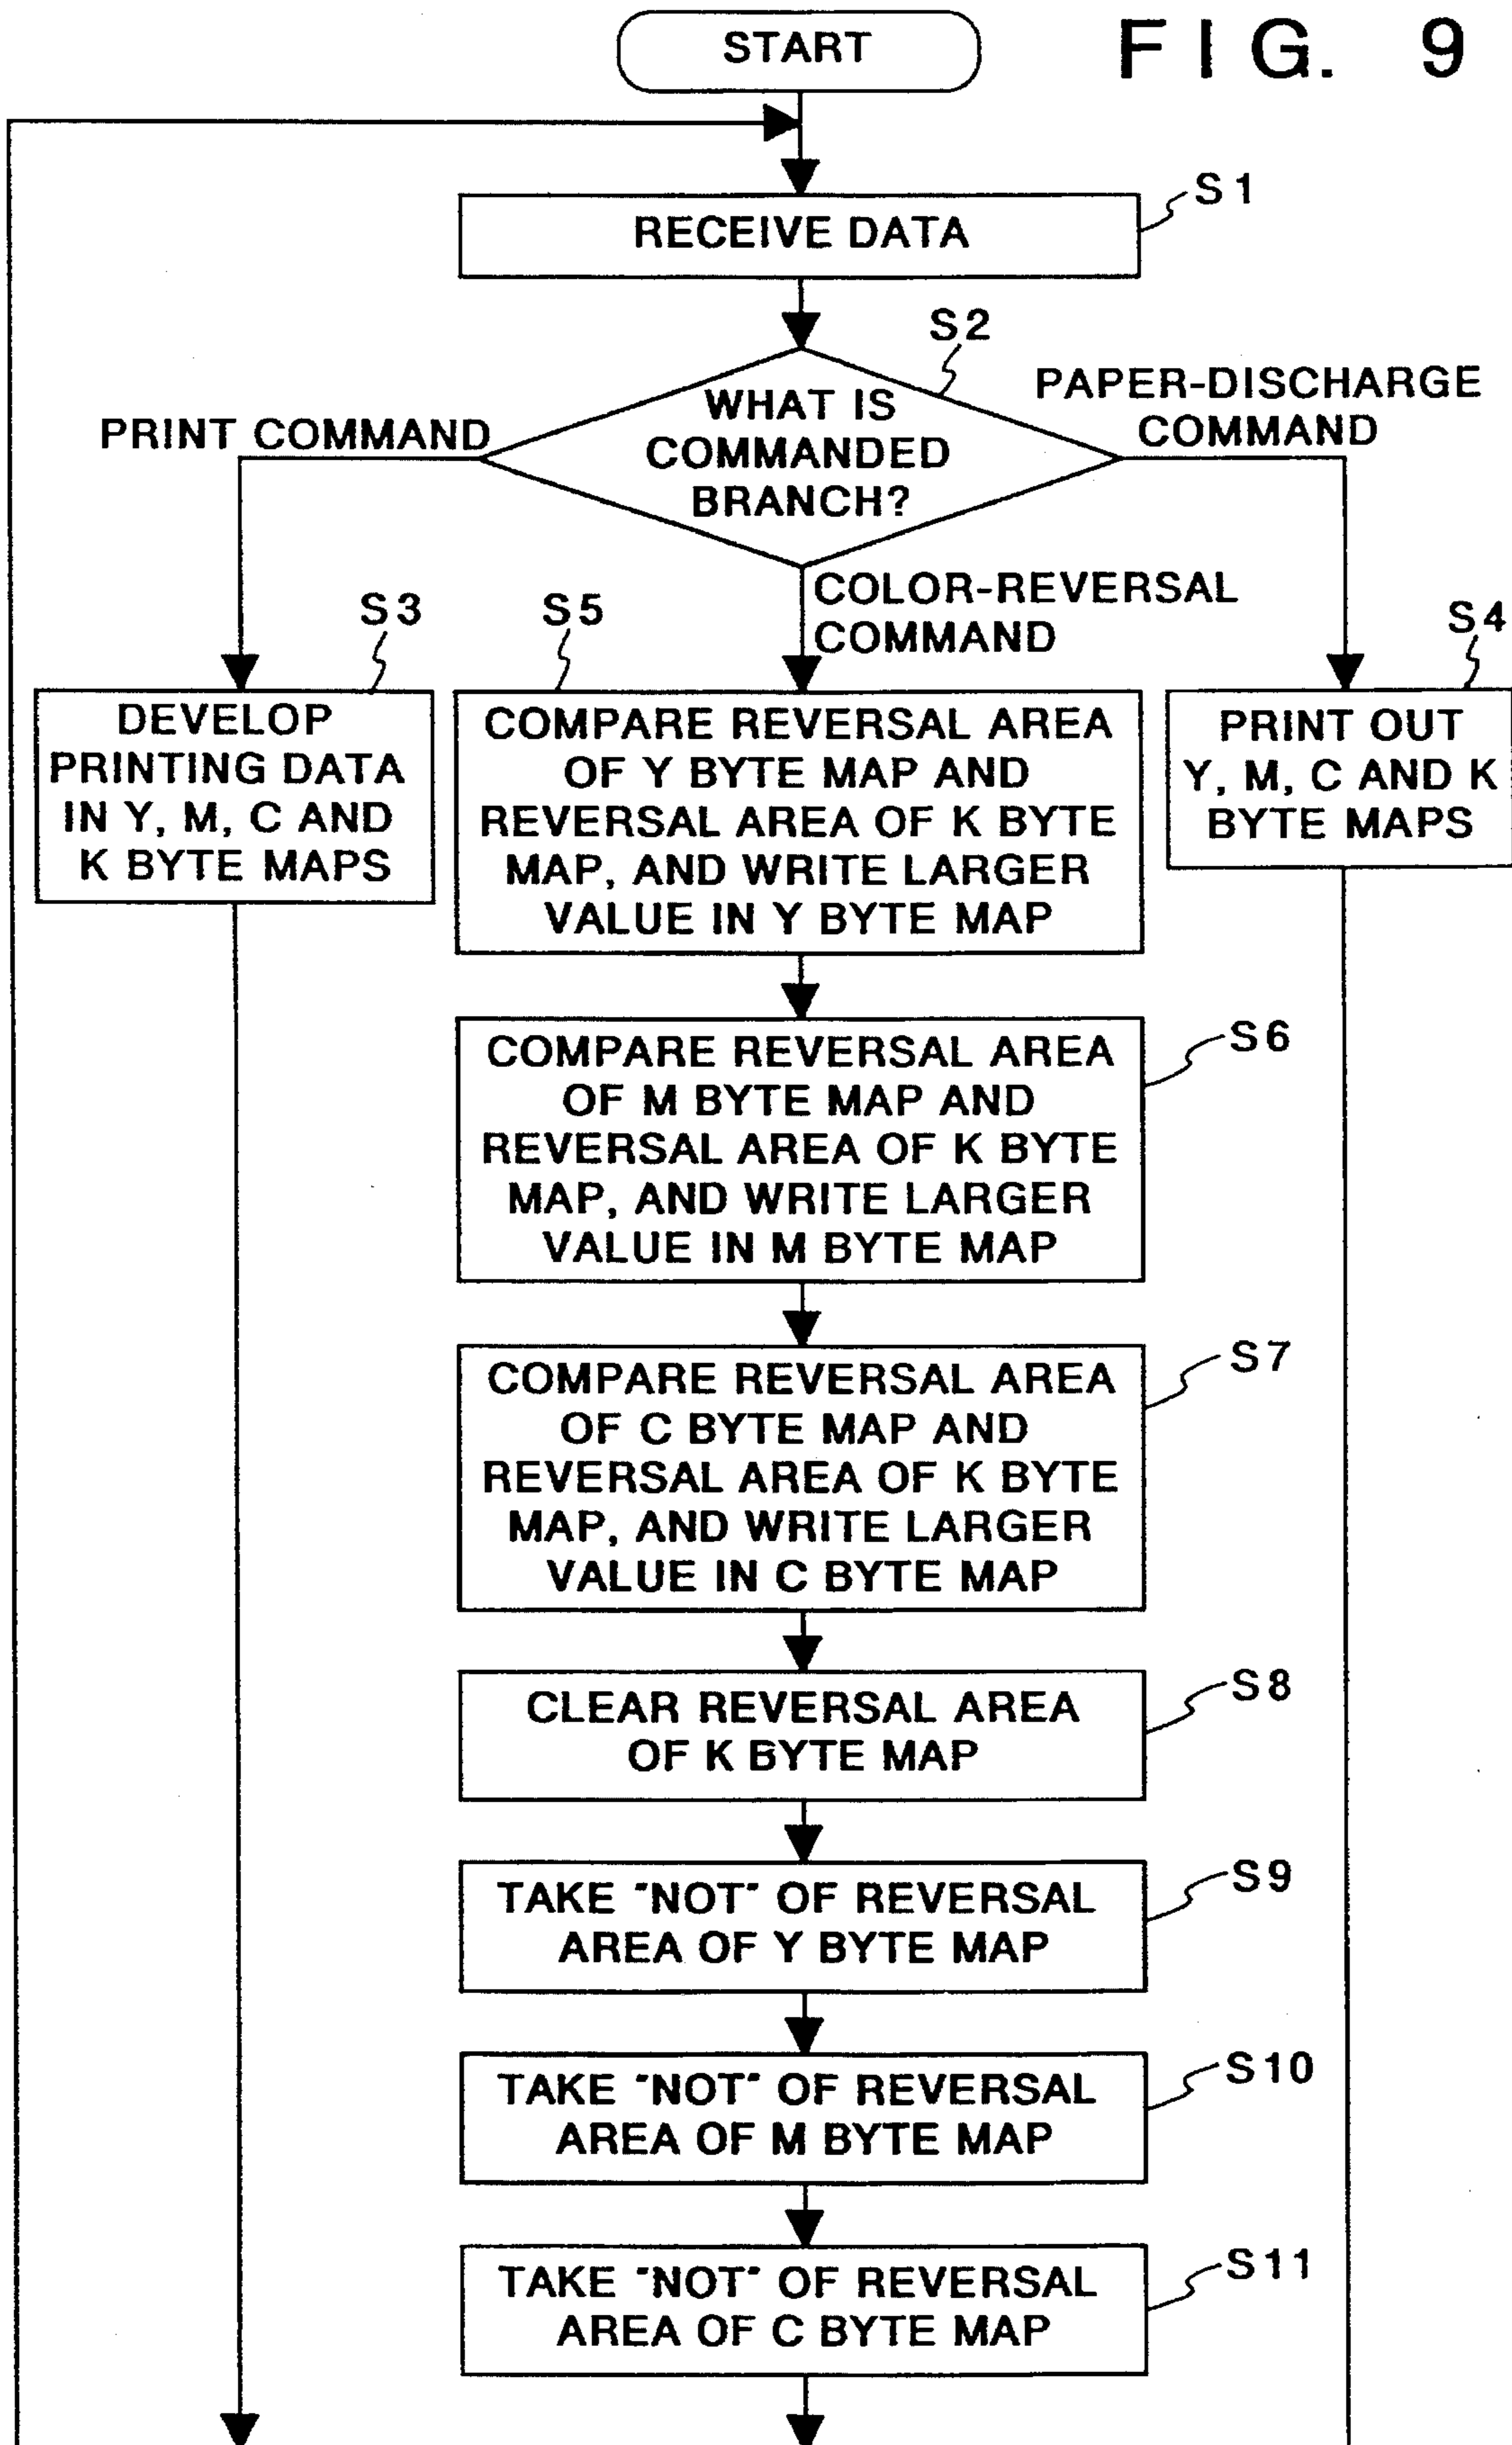 START
FIG. 9
S1
RECEIVE DATA
S2
WHAT IS
COMMANDED
BRANCH?
PRINT COMMAND
PAPER-DISCHARGE
COMMAND
COLOR-REVERSAL
COMMAND
S3
DEVELOP
PRINTING DATA
IN Y, M, C AND
K BYTE MAPS
S5
COMPARE REVERSAL AREA
OF Y BYTE MAP AND
REVERSAL AREA OF K BYTE
MAP, AND WRITE LARGER
VALUE IN Y BYTE MAP
S4
PRINT OUT
Y, M, C AND K
BYTE MAPS
S6
COMPARE REVERSAL AREA
OF M BYTE MAP AND
REVERSAL AREA OF K BYTE
MAP, AND WRITE LARGER
VALUE IN M BYTE MAP
S7
COMPARE REVERSAL AREA
OF C BYTE MAP AND
REVERSAL AREA OF K BYTE
MAP, AND WRITE LARGER
VALUE IN C BYTE MAP
S8
CLEAR REVERSAL AREA
OF K BYTE MAP
S9
TAKE "NOT" OF REVERSAL
AREA OF Y BYTE MAP
S10
TAKE "NOT" OF REVERSAL
AREA OF M BYTE MAP
S11
TAKE "NOT" OF REVERSAL
AREA OF C BYTE MAP